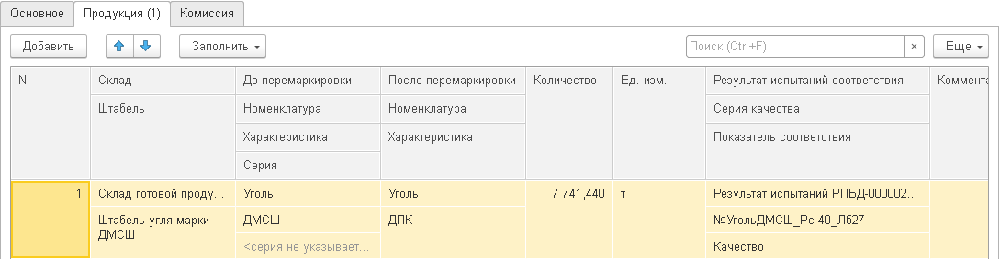 Основное Продукция (1) Комиссия
Добавить Заполнить Поиск (Ctrl+F) × Еще
N Склад До перемаркировки После перемаркировки Количество Ед. изм. Результат испытаний соответствия Коммента
Штабель Номенклатура Номенклатура Серия качества
Характеристика Характеристика Показатель соответствия
Серия
1 Склад готовой проду... Уголь Уголь 7 741,440 т Результат испытаний РПБД-000002...
Штабель угля марки ДМСШ ДПК №УгольДМСШ_Рс 40_Л627
ДМСШ
<серия не указывает... Качество